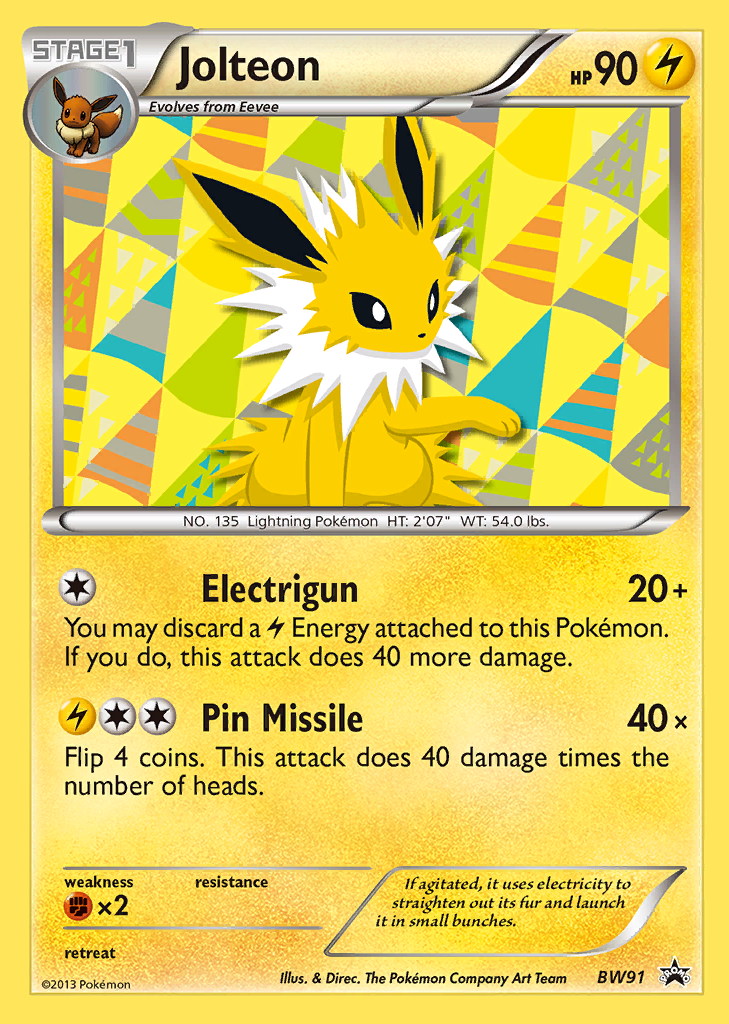 STAGE1
Jolteon
HP 90
Evolves from Eevee
NO. 135 Lightning Pokémon HT: 2'07" WT: 54.0 lbs.
Electrigun 20+
You may discard a Energy attached to this Pokémon.
If you do, this attack does 40 more damage.
Pin Missile 40×
Flip 4 coins. This attack does 40 damage times the
number of heads.
weakness resistance
×2
retreat
If agitated, it uses electricity to
straighten out its fur and launch
it in small bunches.
©2013 Pokémon
Illus. & Direc. The Pokémon Company Art Team
BW91 PROMO